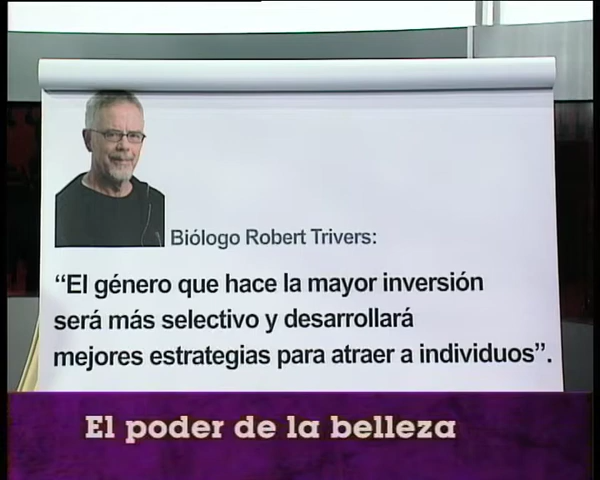 Biólogo Robert Trivers:
“El género que hace la mayor inversión
será más selectivo y desarrollará
mejores estrategias para atraer a individuos”.
El poder de la belleza